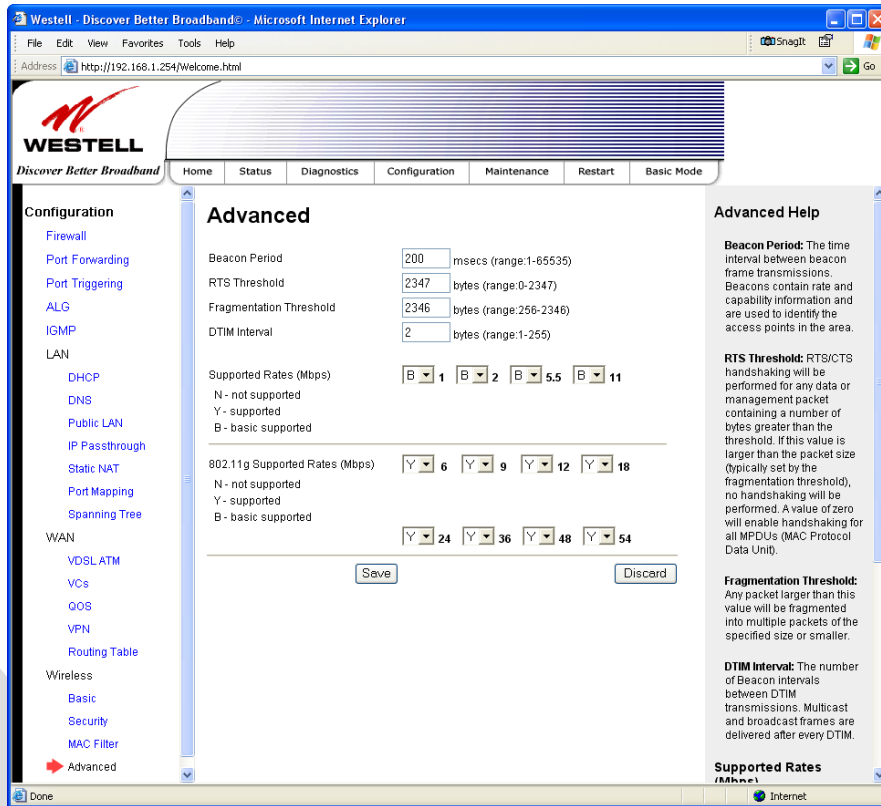 Westell - Discover Better Broadband© - Microsoft Internet Explorer
File Edit View Favorites Tools Help
SnagIt
Address http://192.168.1.254/Welcome.html
Go
WESTELL
Discover Better Broadband
Home Status Diagnostics Configuration Maintenance Restart Basic Mode
Configuration
Firewall
Port Forwarding
Port Triggering
ALG
IGMP
LAN
DHCP
DNS
Public LAN
IP Passthrough
Static NAT
Port Mapping
Spanning Tree
WAN
VDSL ATM
VCs
QOS
VPN
Routing Table
Wireless
Basic
Security
MAC Filter
Advanced
Advanced
Beacon Period 200 msecs (range:1-65535)
RTS Threshold 2347 bytes (range:0-2347)
Fragmentation Threshold 2346 bytes (range:256-2346)
DTIM Interval 2 bytes (range:1-255)
Supported Rates (Mbps) B 1 B 2 B 5.5 B 11
N - not supported
Y - supported
B - basic supported
802.11g Supported Rates (Mbps) Y 6 Y 9 Y 12 Y 18
N - not supported
Y - supported
B - basic supported
Y 24 Y 36 Y 48 Y 54
Save Discard
Advanced Help
Beacon Period: The time
interval between beacon
frame transmissions.
Beacons contain rate and
capability information and
are used to identify the
access points in the area.
RTS Threshold: RTS/CTS
handshaking will be
performed for any data or
management packet
containing a number of
bytes greater than the
threshold. If this value is
larger than the packet size
(typically set by the
fragmentation threshold),
no handshaking will be
performed. A value of zero
will enable handshaking for
all MPDUs (MAC Protocol
Data Unit).
Fragmentation Threshold:
Any packet larger than this
value will be fragmented
into multiple packets of the
specified size or smaller.
DTIM Interval: The number
of Beacon intervals
between DTIM
transmissions. Multicast
and broadcast frames are
delivered after every DTIM.
Supported Rates
(Mbps)
Done
Internet